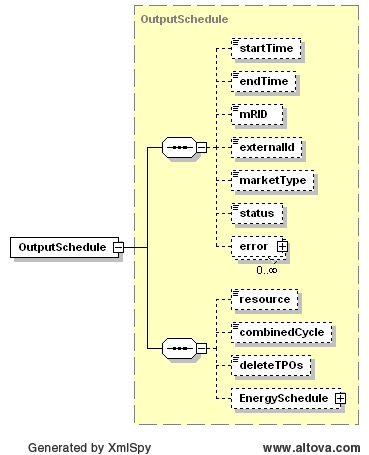 OutputSchedule
startTime
endTime
mRID
externalId
marketType
status
error
0..∞
OutputSchedule
resource
combinedCycle
deleteTPOs
EnergySchedule
Generated by XmlSpy
www.altova.com